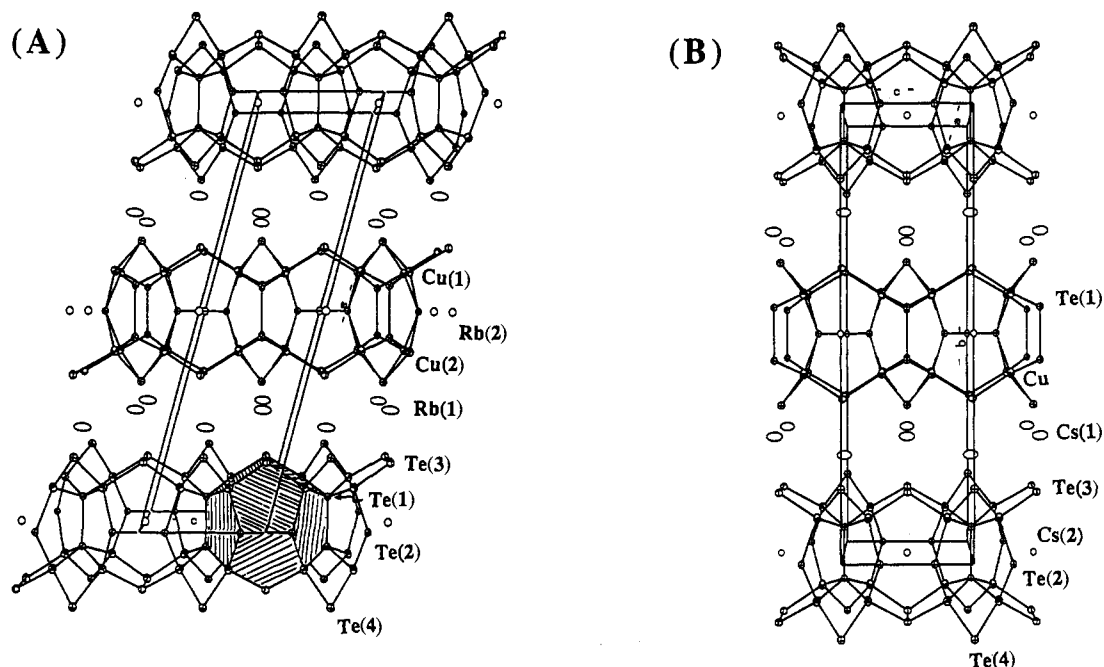 (A)
Cu(1)
Rb(2)
Cu(2)
Rb(1)
Te(3)
Te(1)
Te(2)
Te(4)
c
(B)
c
Te(1)
b
Cu
Cs(1)
Te(3)
Cs(2)
Te(2)
Te(4)